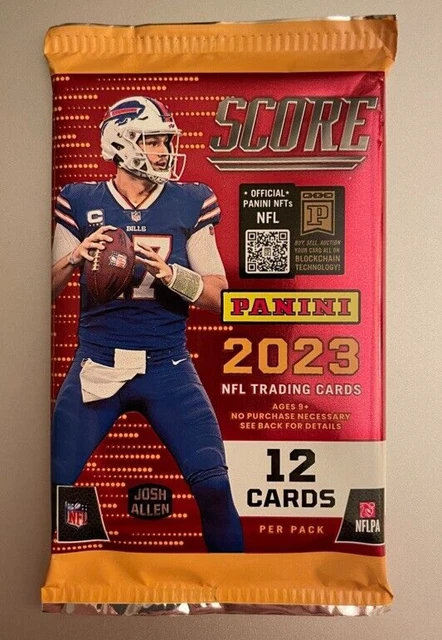 SCORE
* OFFICIAL *
PANINI NFTs
NFL
P
BUY, SELL, AUCTION
YOUR CARD ALL ON
BLOCKCHAIN
TECHNOLOGY!
PANINI
2023
NFL TRADING CARDS
AGES 9+
NO PURCHASE NECESSARY
SEE BACK FOR DETAILS
C
BILLS
17
12
CARDS
PER PACK
JOSH
ALLEN
NFL
NFLPA